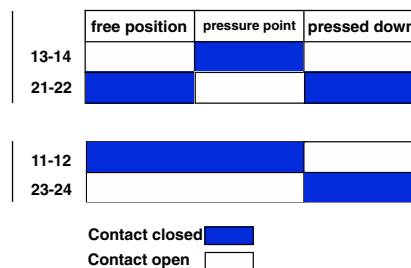 free position pressure point pressed down
13-14
21-22
11-12
23-24
Contact closed
Contact open